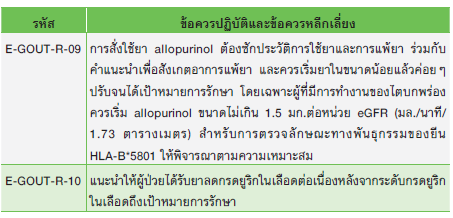 รหัส ข้อควรปฏิบัติและข้อควรหลีกเลี่ยง
E-GOUT-R-09 การสั่งใช้ยา allopurinol ต้องซักประวัติการใช้ยาและการแพ้ยา ร่วมกับ
คำแนะนำเพื่อสังเกตอาการแพ้ยา และควรเริ่มยาในขนาดน้อยแล้วค่อยๆ
ปรับจนได้เป้าหมายการรักษา โดยเฉพาะผู้ที่มีการทำงานของไตบกพร่อง
ควรเริ่ม allopurinol ขนาดไม่เกิน 1.5 มก.ต่อหน่วย eGFR (มล./นาที/
1.73 ตารางเมตร) สำหรับการตรวจลักษณะทางพันธุกรรมของยีน
HLA-B*5801 ให้พิจารณาตามความเหมาะสม
E-GOUT-R-10 แนะนำให้ผู้ป่วยได้รับยาลดกรดยูริกในเลือดต่อเนื่องหลังจากระดับกรดยูริก
ในเลือดถึงเป้าหมายการรักษา